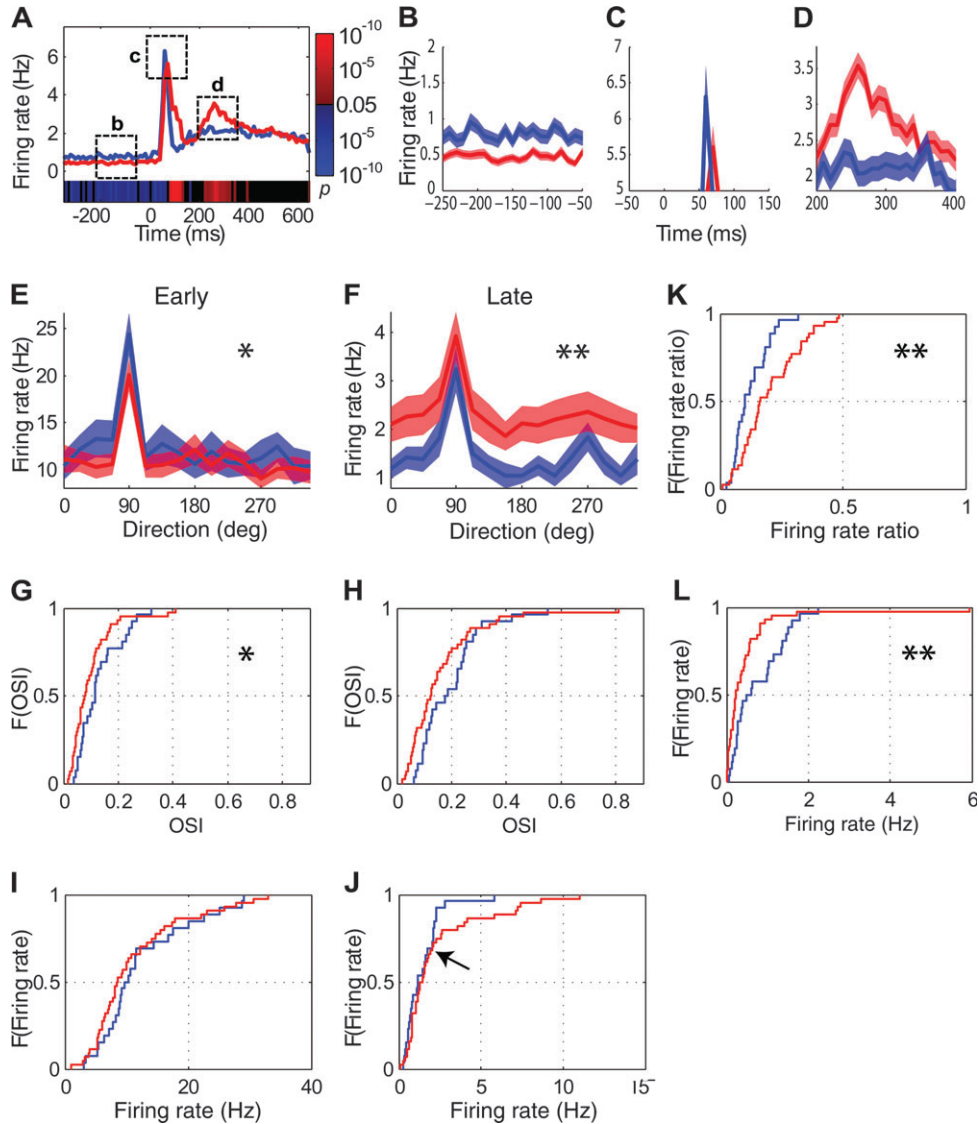 A
Firing rate (Hz)
6
4
2
0
c
b
d
-200
0
200
400
600
Time (ms)
10-10
10-5
0.05
10-5
10-10
p
B
Firing rate (Hz)
2
1.5
1
0.5
0
−250
−200
−150
−100
−50
C
7
6.5
6
5.5
5
-50
0
50
100
150
Time (ms)
D
3.5
3
2.5
2
200
300
400
E
Early
Firing rate (Hz)
25
20
15
10
0
90
180
270
Direction (deg)
*
F
Late
Firing rate (Hz)
4
3
2
1
0
90
180
270
Direction (deg)
**
K
F(Firing rate ratio)
1
0.5
0
0
0.5
1
Firing rate ratio
**
G
F(OSI)
1
0.5
0
0
0.2
0.4
0.6
0.8
OSI
*
H
F(OSI)
1
0.5
0
0
0.2
0.4
0.6
0.8
OSI
L
F(Firing rate)
1
0.5
0
0
2
4
6
Firing rate (Hz)
**
I
F(Firing rate)
1
0.5
0
0
20
40
Firing rate (Hz)
J
F(Firing rate)
1
0.5
0
0
5
10
15
Firing rate (Hz)